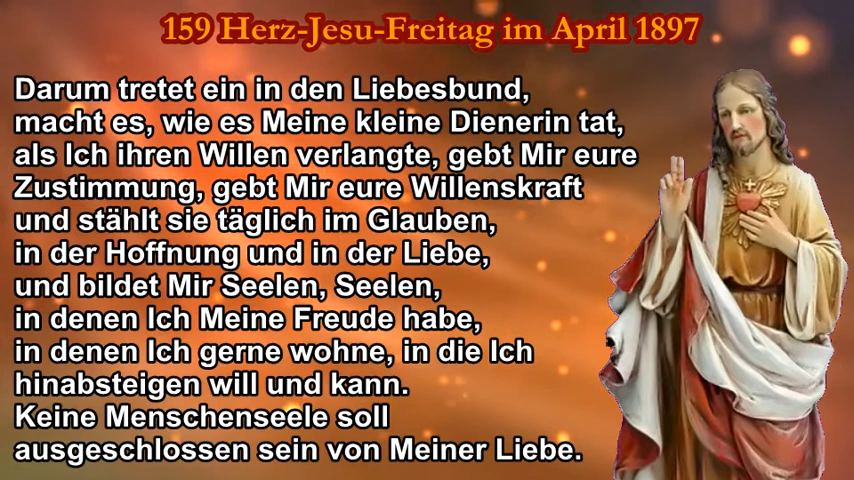 159 Herz-Jesu-Freitag im April 1897
Darum tretet ein in den Liebesbund,
macht es, wie es Meine kleine Dienerin tat,
als Ich ihren Willen verlangte, gebt Mir eure
Zustimmung, gebt Mir eure Willenskraft
und stählt sie täglich im Glauben,
in der Hoffnung und in der Liebe,
und bildet Mir Seelen, Seelen,
in denen Ich Meine Freude habe,
in denen Ich gerne wohne, in die Ich
hinabsteigen will und kann.
Keine Menschenseele soll
ausgeschlossen sein von Meiner Liebe.